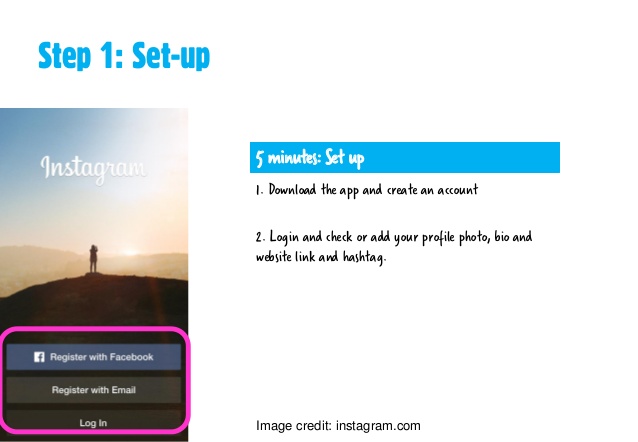 Step 1: Set-up
Instagram
Register with Facebook
Register with Email
Log In
5 minutes: Set up
1. Download the app and create an account
2. Login and check or add your profile photo, bio and
website link and hashtag.
Image credit: instagram.com